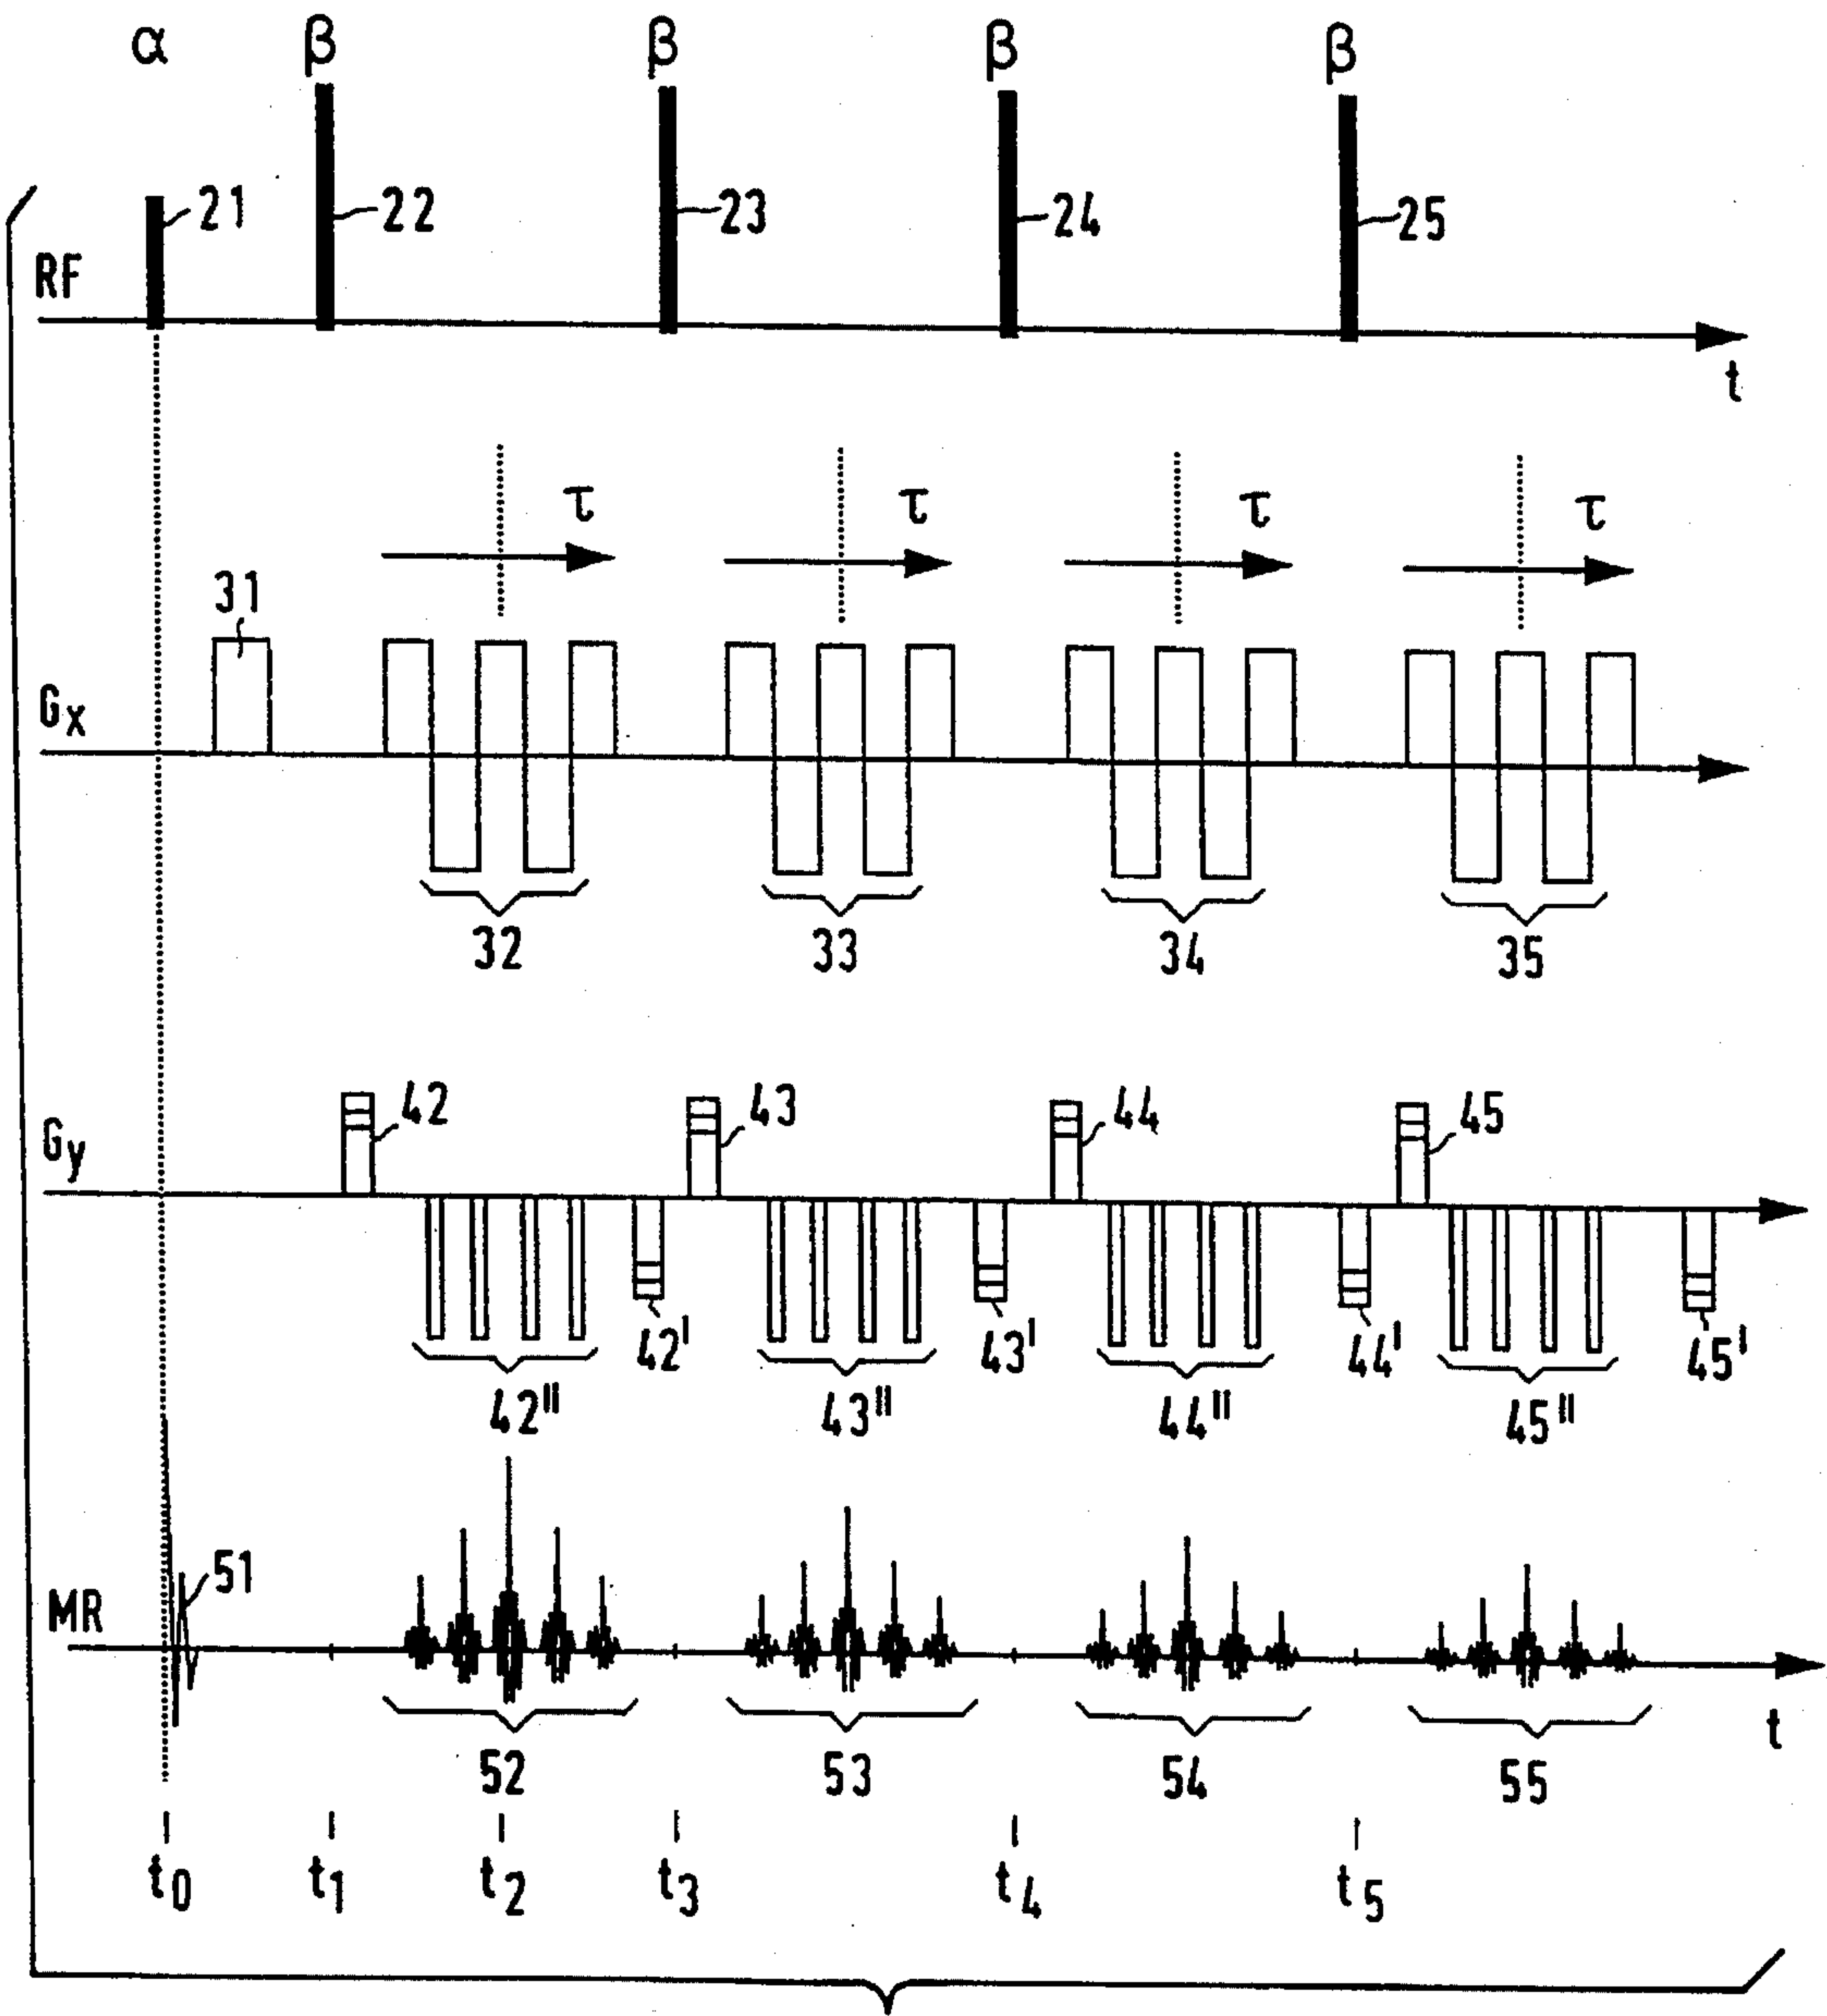 α β β β β
21 22 23 24 25
RF
t
τ τ τ τ
31
Gx
32 33 34 35
42 43 44 45
Gy
42' 43' 44' 45'
42" 43" 44" 45"
51
MR
t
52 53 54 55
t0 t1 t2 t3 t4 t5